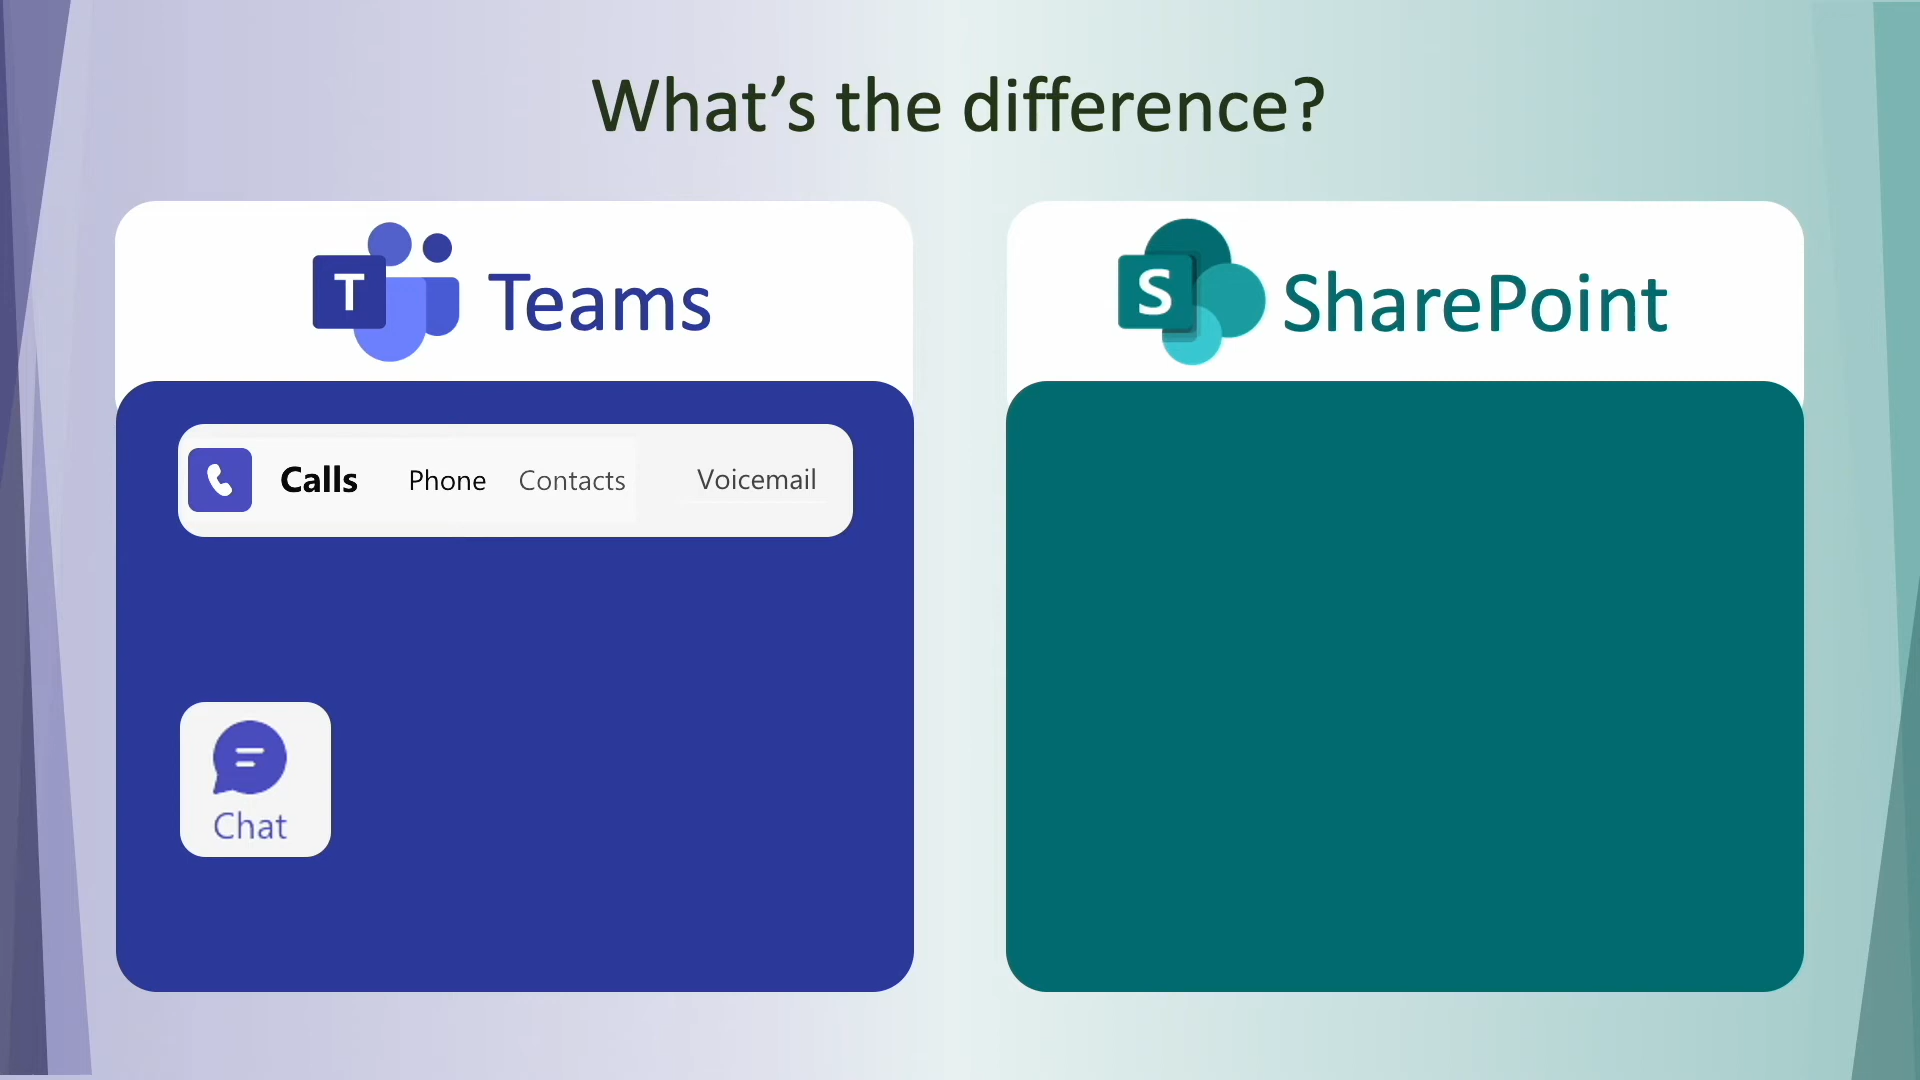 What’s the difference?
T Teams
S SharePoint
Calls Phone Contacts Voicemail
Chat